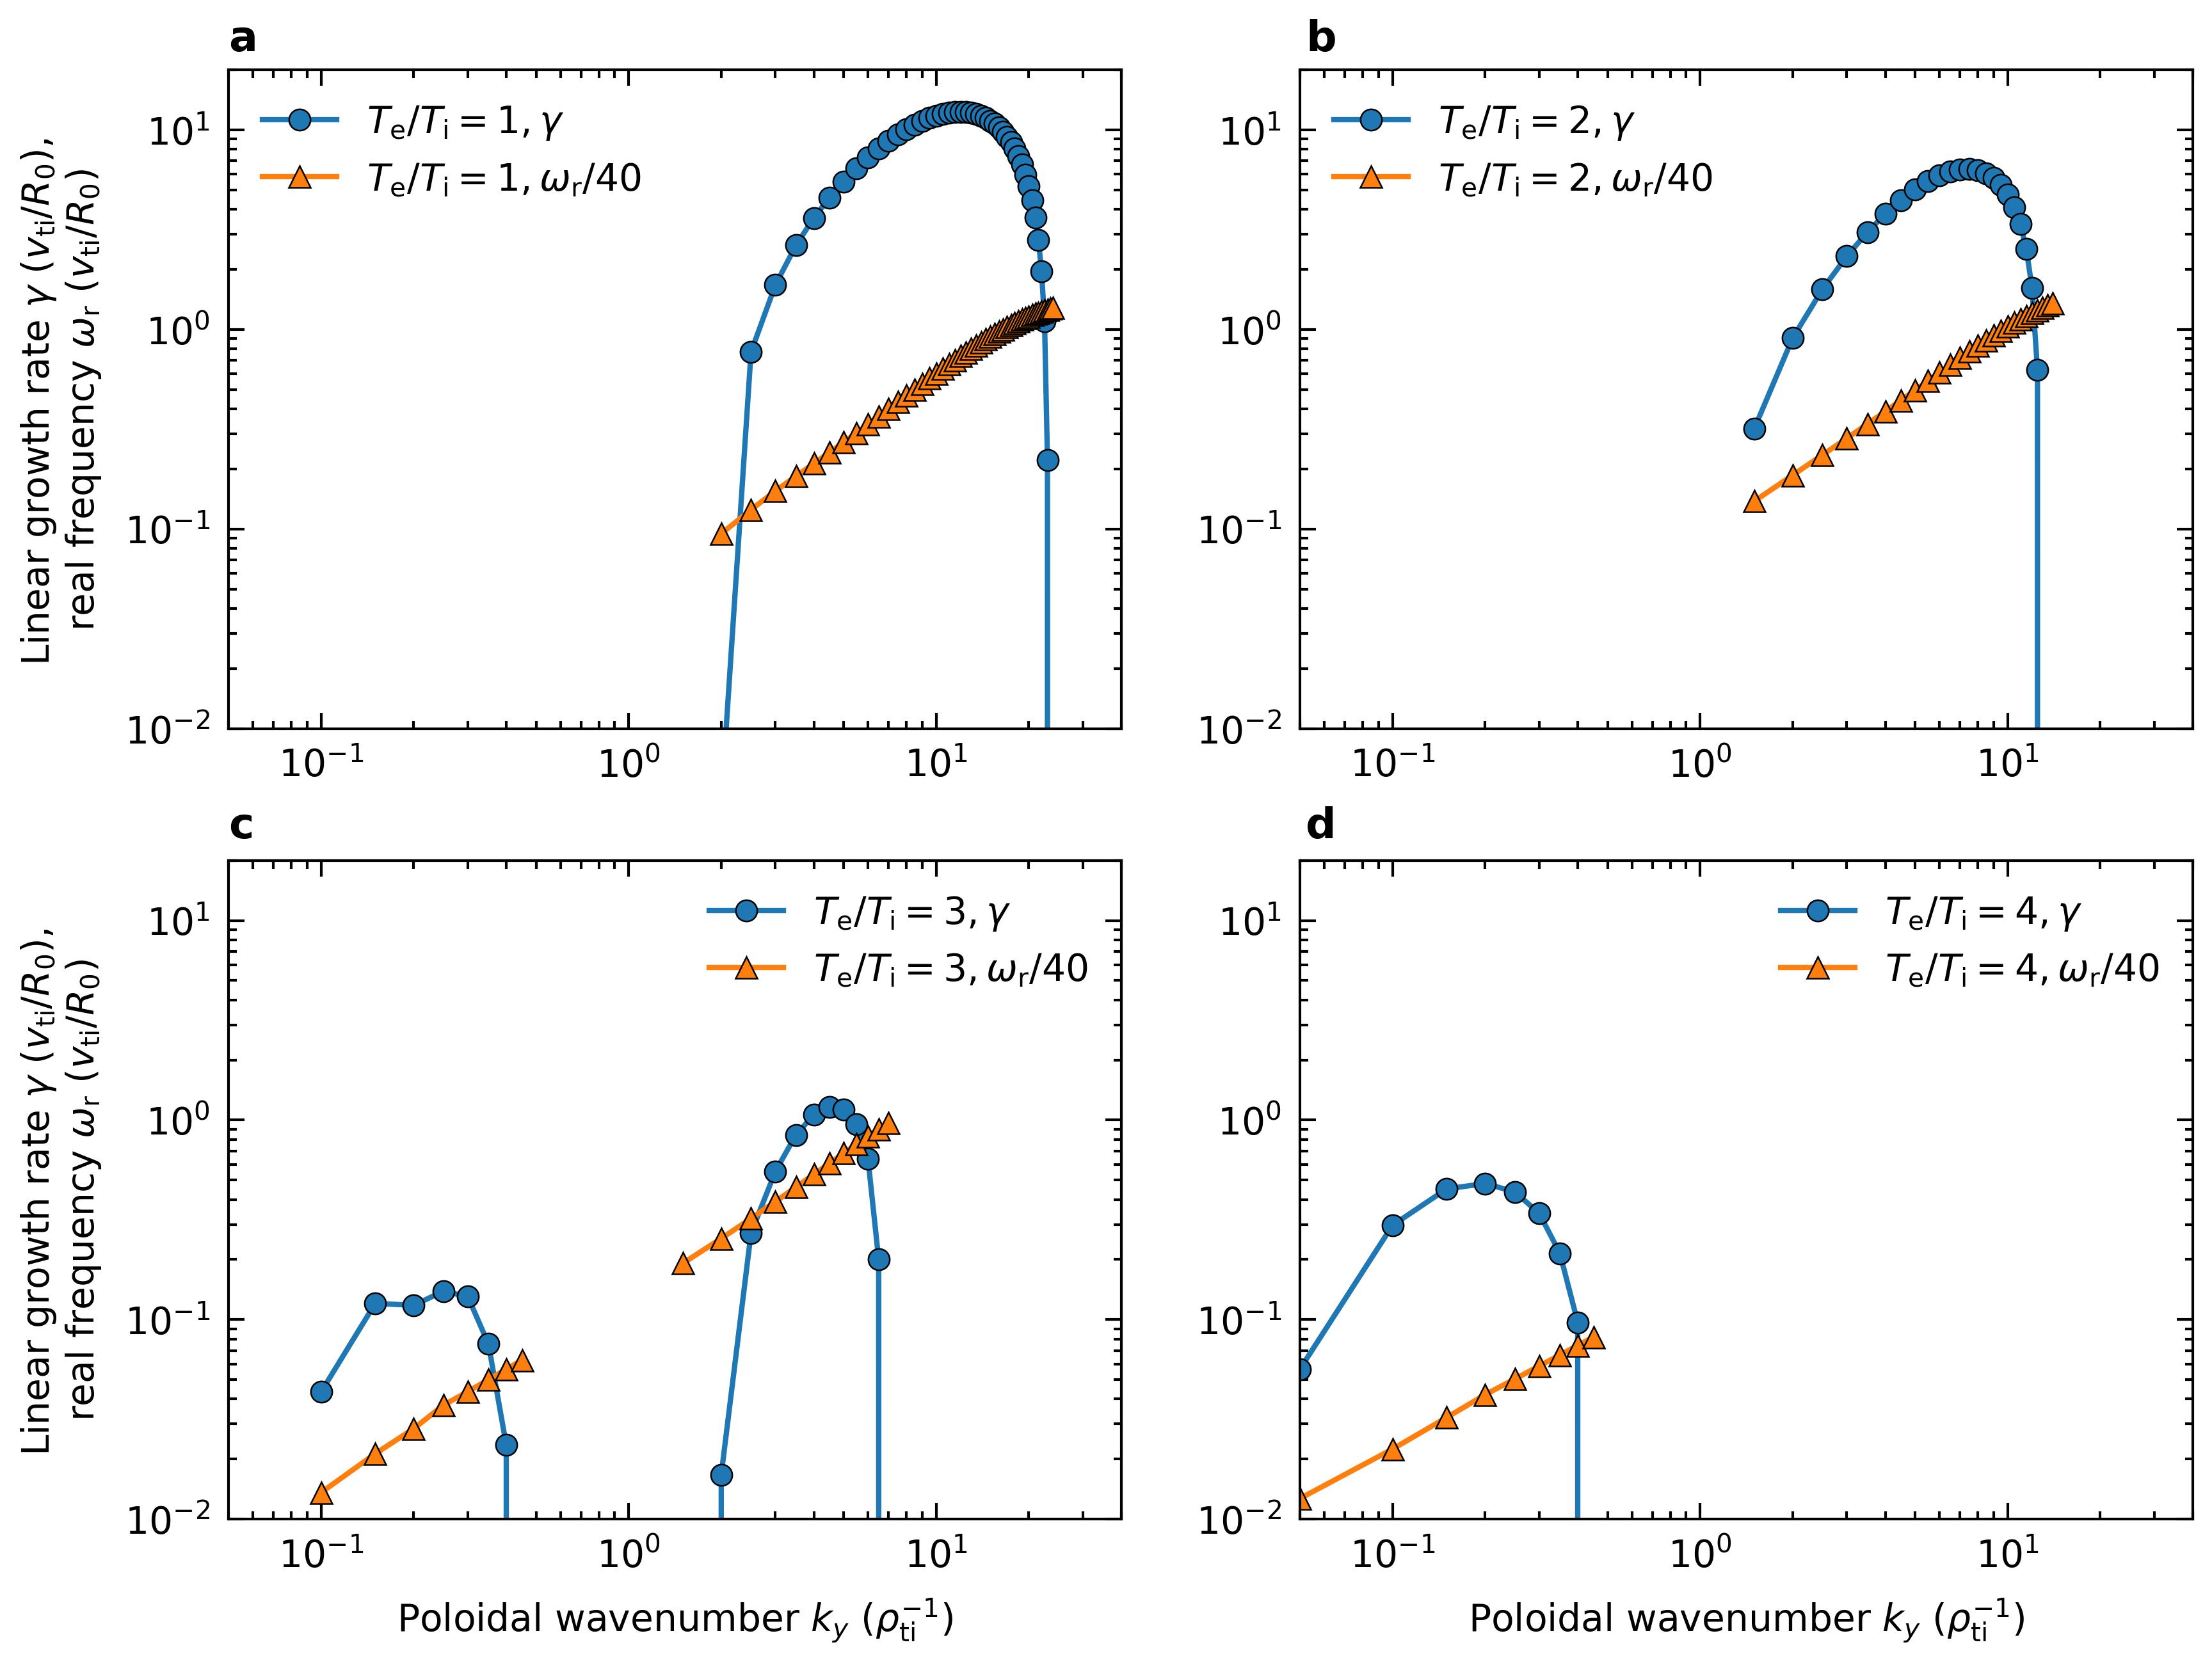 a
Linear growth rate γ (v_ti/R_0),
real frequency ω_r (v_ti/R_0)
10^1
10^0
10^−1
10^−2
T_e/T_i = 1, γ
T_e/T_i = 1, ω_r/40
10^−1 10^0 10^1
b
10^1
10^0
10^−1
10^−2
T_e/T_i = 2, γ
T_e/T_i = 2, ω_r/40
10^−1 10^0 10^1
c
Linear growth rate γ (v_ti/R_0),
real frequency ω_r (v_ti/R_0)
10^1
10^0
10^−1
10^−2
T_e/T_i = 3, γ
T_e/T_i = 3, ω_r/40
10^−1 10^0 10^1
Poloidal wavenumber k_y (ρ_ti^−1)
d
10^1
10^0
10^−1
10^−2
T_e/T_i = 4, γ
T_e/T_i = 4, ω_r/40
10^−1 10^0 10^1
Poloidal wavenumber k_y (ρ_ti^−1)